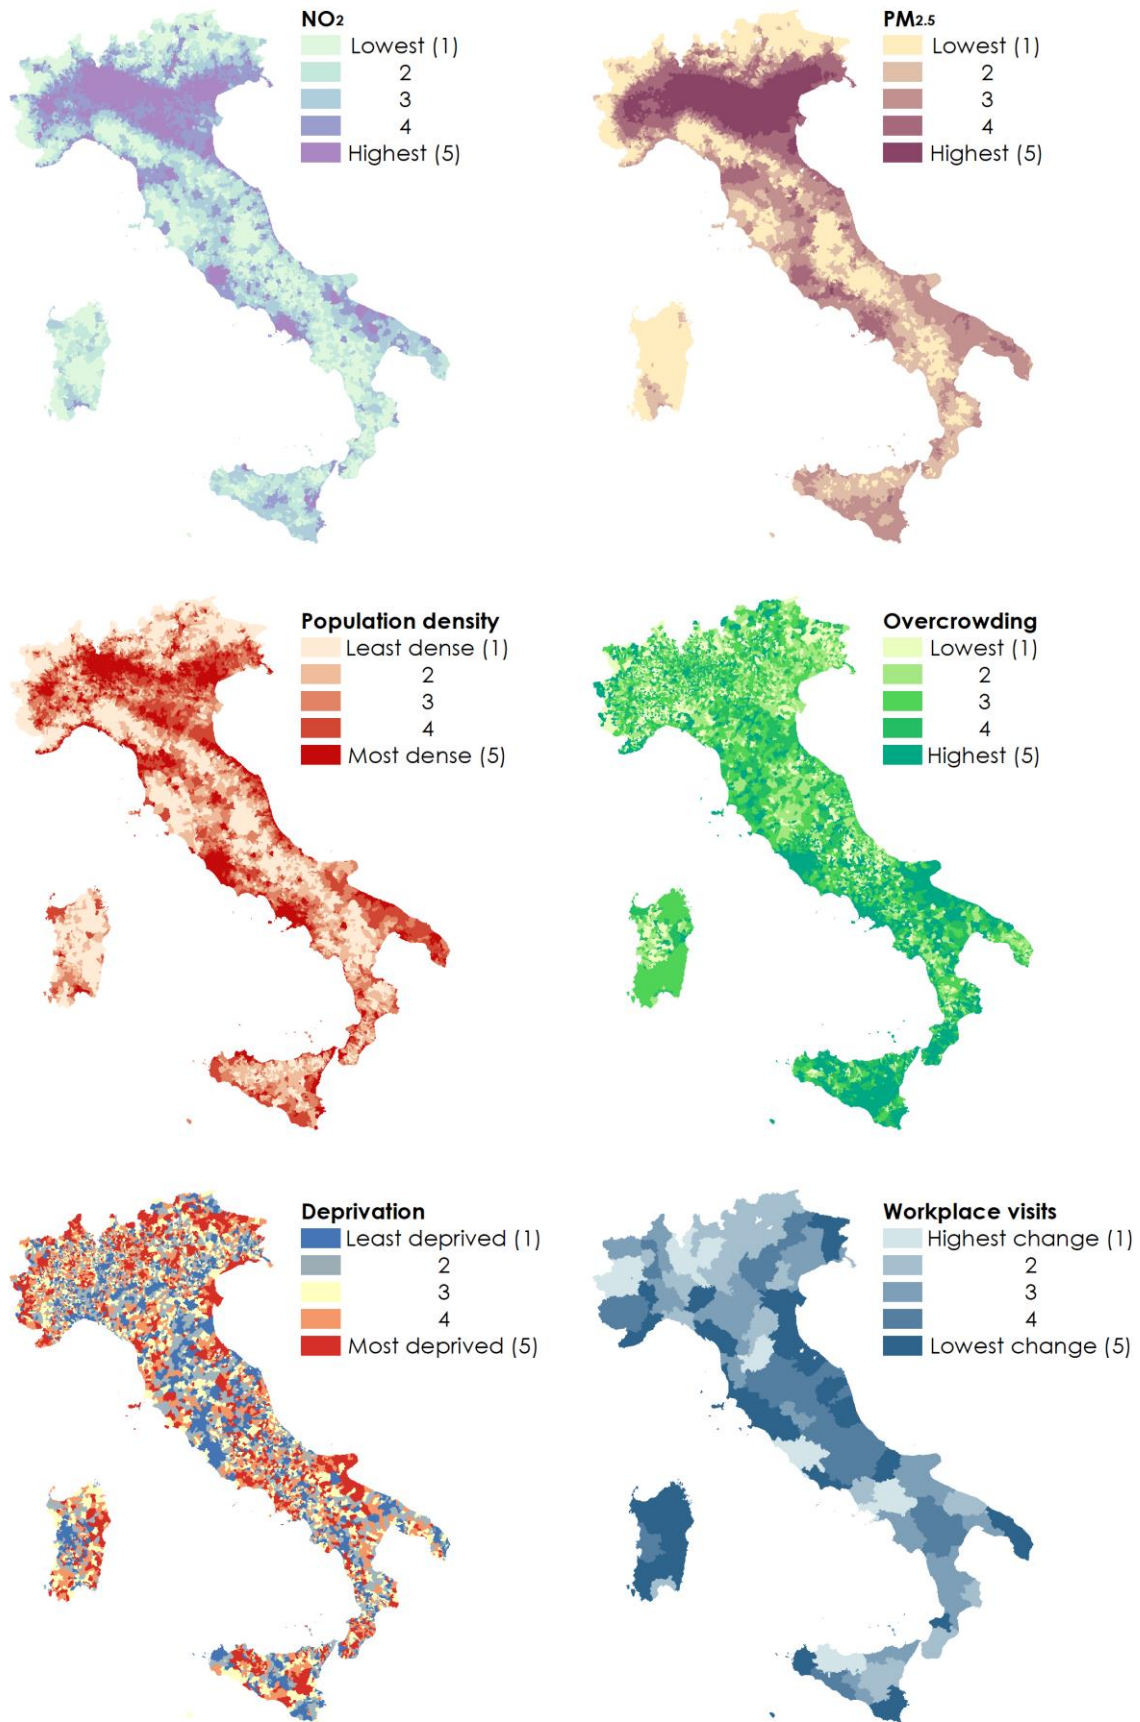 NO₂
Lowest (1)
2
3
4
Highest (5)
PM₂.₅
Lowest (1)
2
3
4
Highest (5)
Population density
Least dense (1)
2
3
4
Most dense (5)
Overcrowding
Lowest (1)
2
3
4
Highest (5)
Deprivation
Least deprived (1)
2
3
4
Most deprived (5)
Workplace visits
Highest change (1)
2
3
4
Lowest change (5)